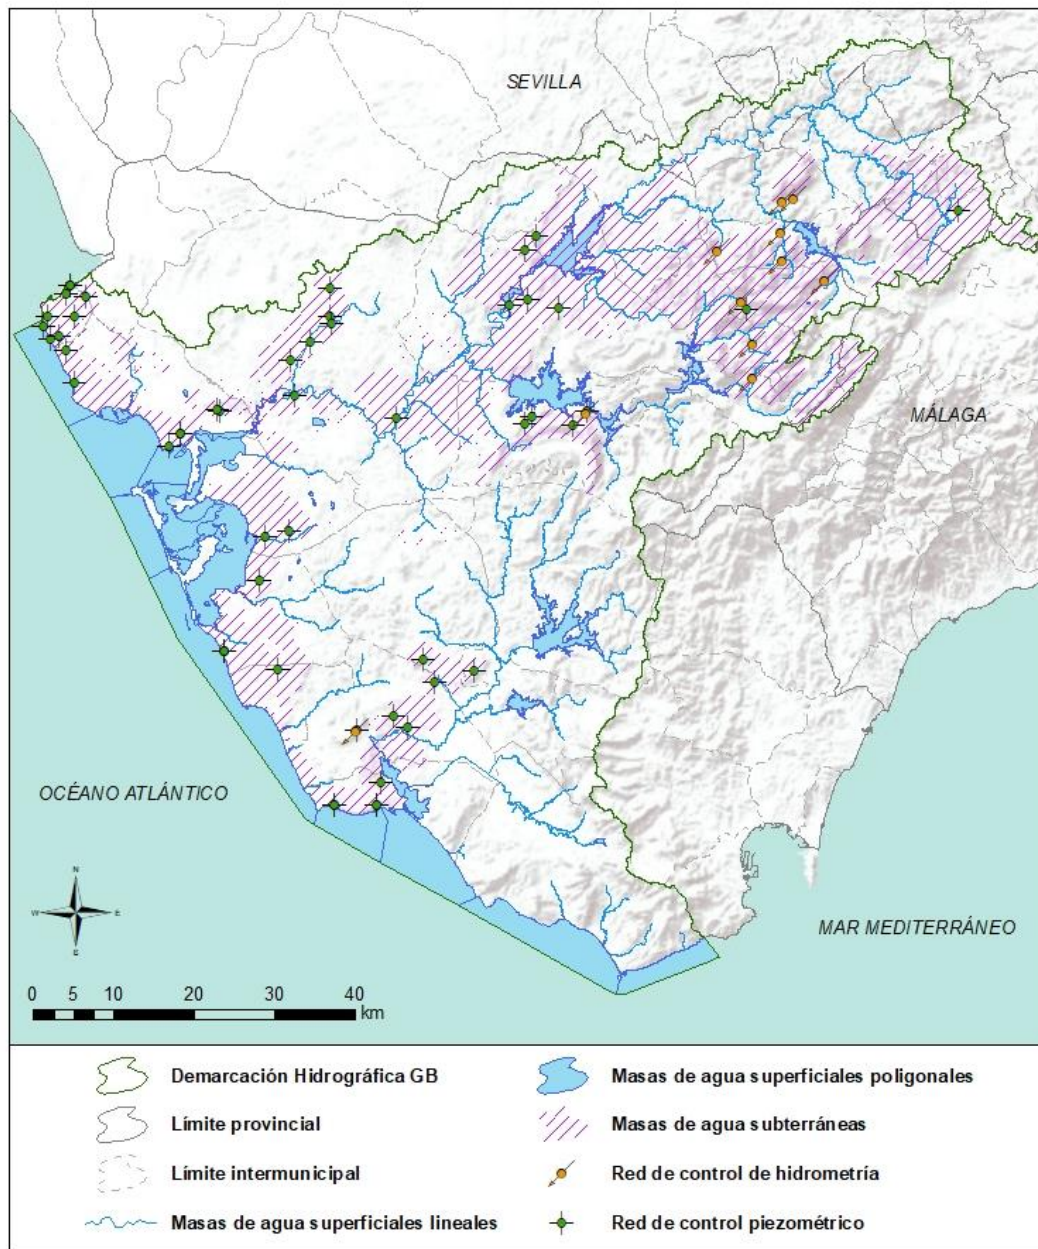 SEVILLA
MÁLAGA
OCÉANO ATLÁNTICO
MAR MEDITERRÁNEO
N
W E
S
0 5 10 20 30 40
km
Demarcación Hidrográfica GB
Masas de agua superficiales poligonales
Límite provincial
Masas de agua subterráneas
Límite intermunicipal
Red de control de hidrometría
Masas de agua superficiales lineales
Red de control piezométrico